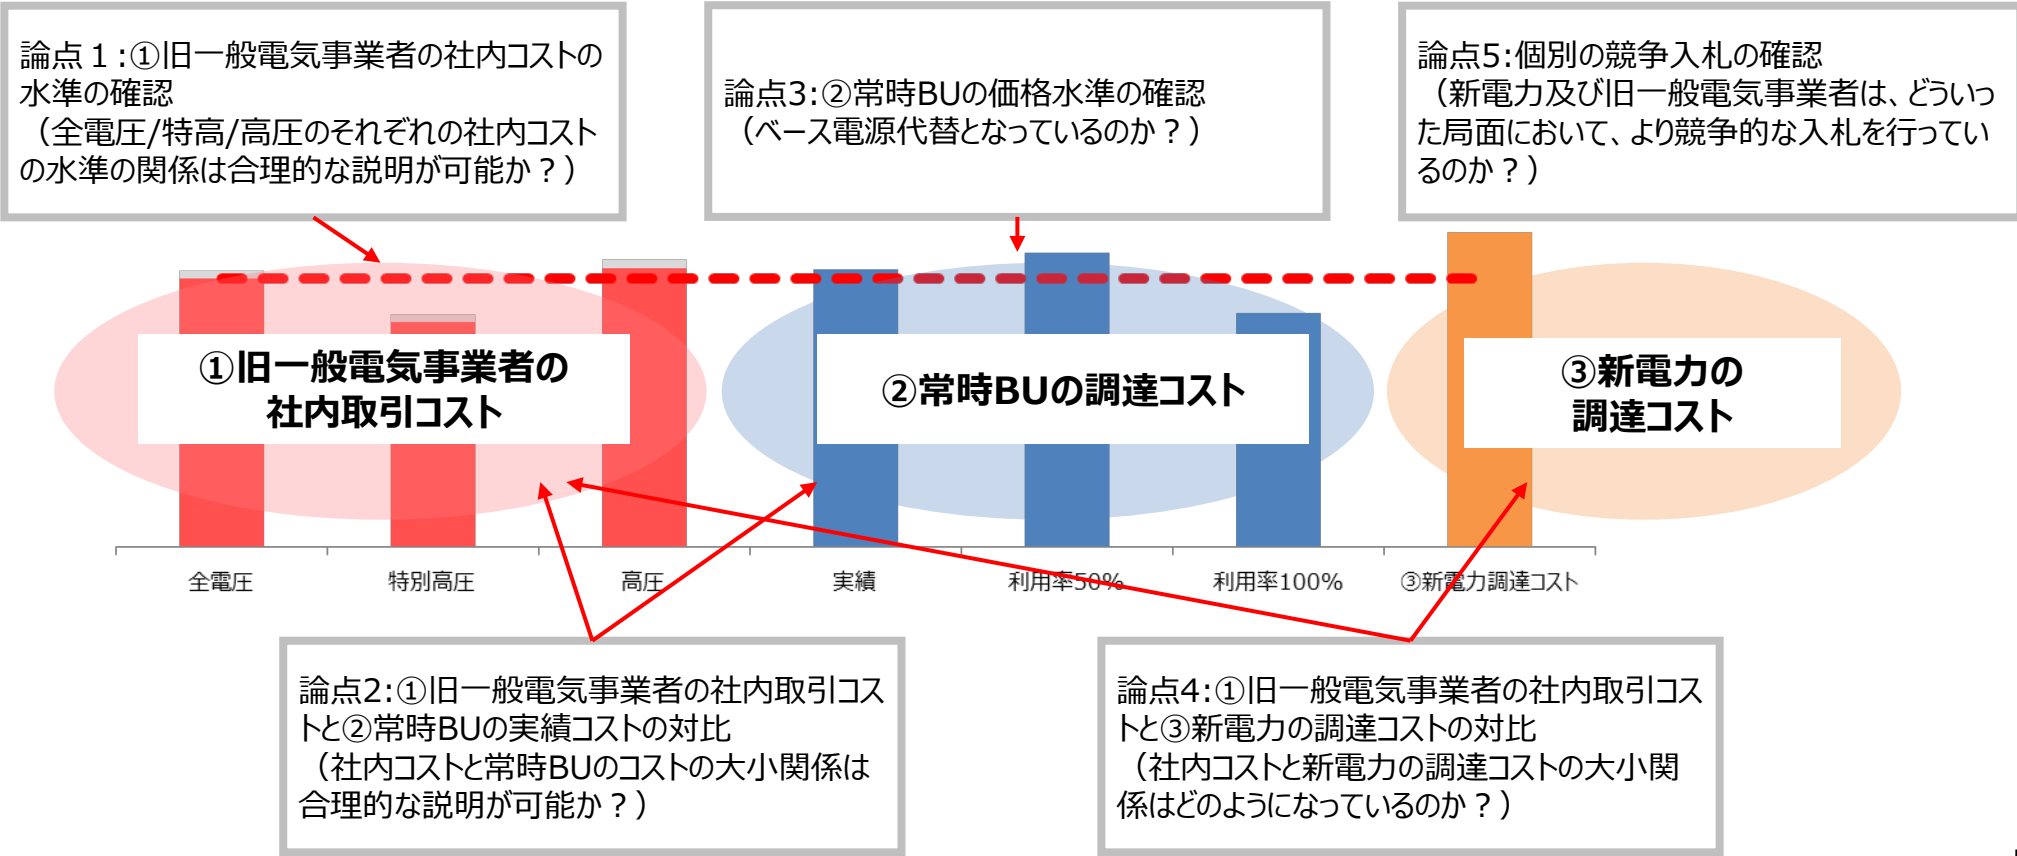 論点１:①旧一般電気事業者の社内コストの
水準の確認
（全電圧/特高/高圧のそれぞれの社内コスト
の水準の関係は合理的な説明が可能か？）
論点3:②常時BUの価格水準の確認
（ベース電源代替となっているのか？）
論点5:個別の競争入札の確認
（新電力及び旧一般電気事業者は、どういっ
た局面において、より競争的な入札を行ってい
るのか？）
①旧一般電気事業者の
社内取引コスト
②常時BUの調達コスト
③新電力の
調達コスト
全電圧
特別高圧
高圧
実績
利用率50%
利用率100%
③新電力調達コスト
論点2:①旧一般電気事業者の社内取引コス
トと②常時BUの実績コストの対比
（社内コストと常時BUのコストの大小関係は
合理的な説明が可能か？）
論点4:①旧一般電気事業者の社内取引コス
トと③新電力の調達コストの対比
（社内コストと新電力の調達コストの大小関
係はどのようになっているのか？）